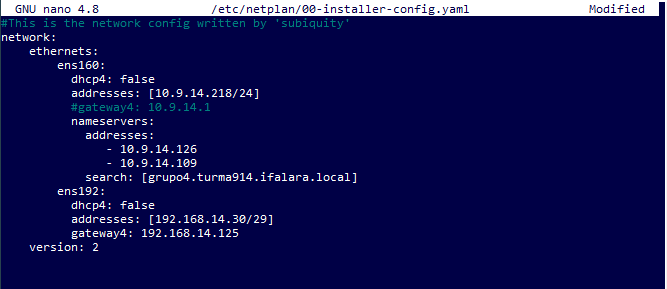 GNU nano 4.8 /etc/netplan/00-installer-config.yaml Modified
#This is the network config written by 'subiquity'
network:
    ethernets:
        ens160:
          dhcp4: false
          addresses: [10.9.14.218/24]
          #gateway4: 10.9.14.1
          nameservers:
            addresses:
               - 10.9.14.126
               - 10.9.14.109
            search: [grupo4.turma914.ifalara.local]
        ens192:
          dhcp4: false
          addresses: [192.168.14.30/29]
          gateway4: 192.168.14.125
    version: 2